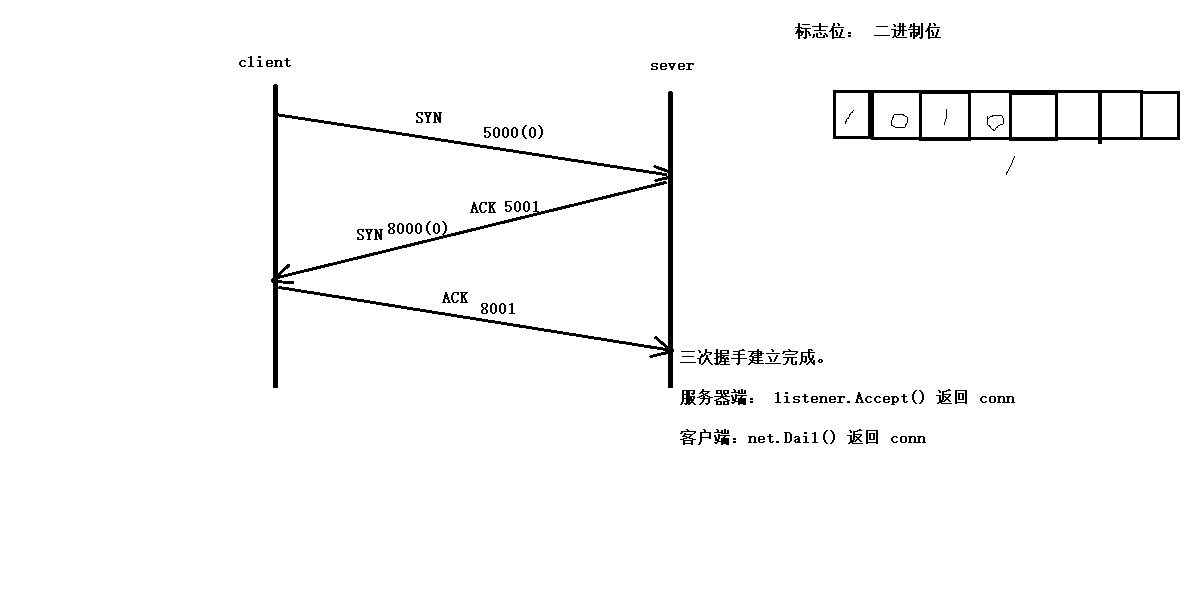 标志位： 二进制位
client
sever
1 0 1 0
SYN
5000(0)
/
ACK 5001
SYN 8000(0)
ACK
8001
三次握手建立完成。
服务器端： listener.Accept() 返回 conn
客户端：net.Dail() 返回 conn